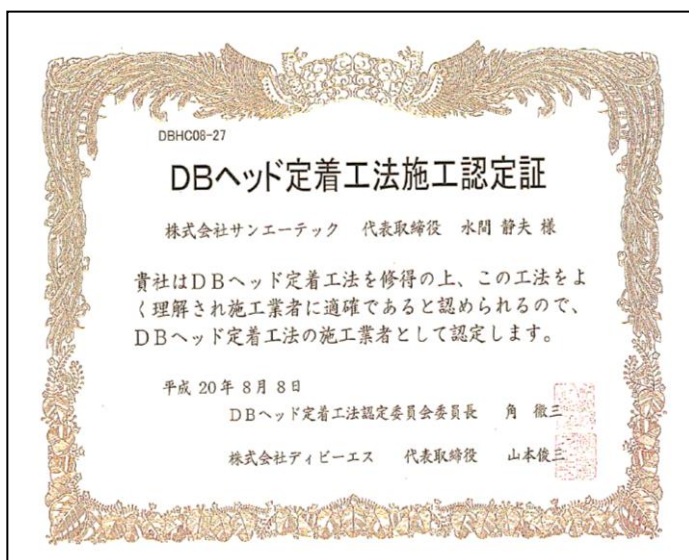 DBHC08-27
DBヘッド定着工法施工認定証
株式会社サンエーテック 代表取締役 水間 静夫 様
貴社はDBヘッド定着工法を修得の上、この工法をよ
く理解され施工業者に適確であると認められるので、
DBヘッド定着工法の施工業者として認定します。
平成 20年 8月 8日
DBヘッド定着工法認定委員会委員長 角 徹三
株式会社ディビーエス 代表取締役 山本俊三